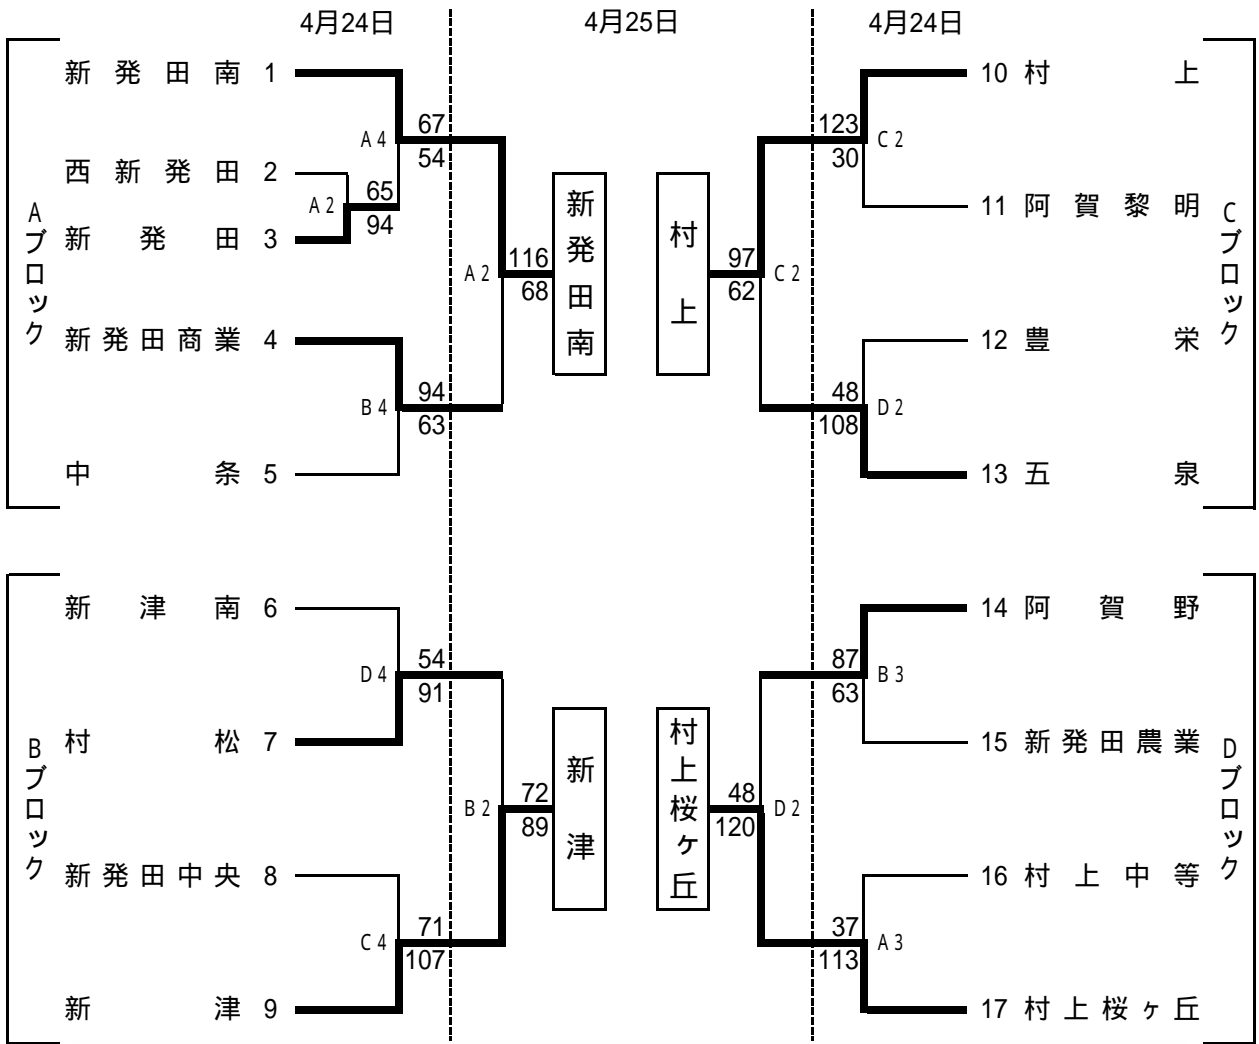 4月24日 4月25日 4月24日
Aブロック
新発田南 1
A4
67
54
西新発田 2
A2
65
94
新発田 3
A2
116
68
新発田南
新発田商業 4
B4
94
63
中条 5
Bブロック
新津南 6
D4
54
91
村松 7
B2
72
89
新津
新発田中央 8
C4
71
107
新津 9
Cブロック
10 村上
123
30
C2
11 阿賀黎明
村上
97
62
C2
12 豊栄
48
108
D2
13 五泉
Dブロック
14 阿賀野
87
63
B3
15 新発田農業
村上桜ヶ丘
48
120
D2
16 村上中等
37
113
A3
17 村上桜ヶ丘